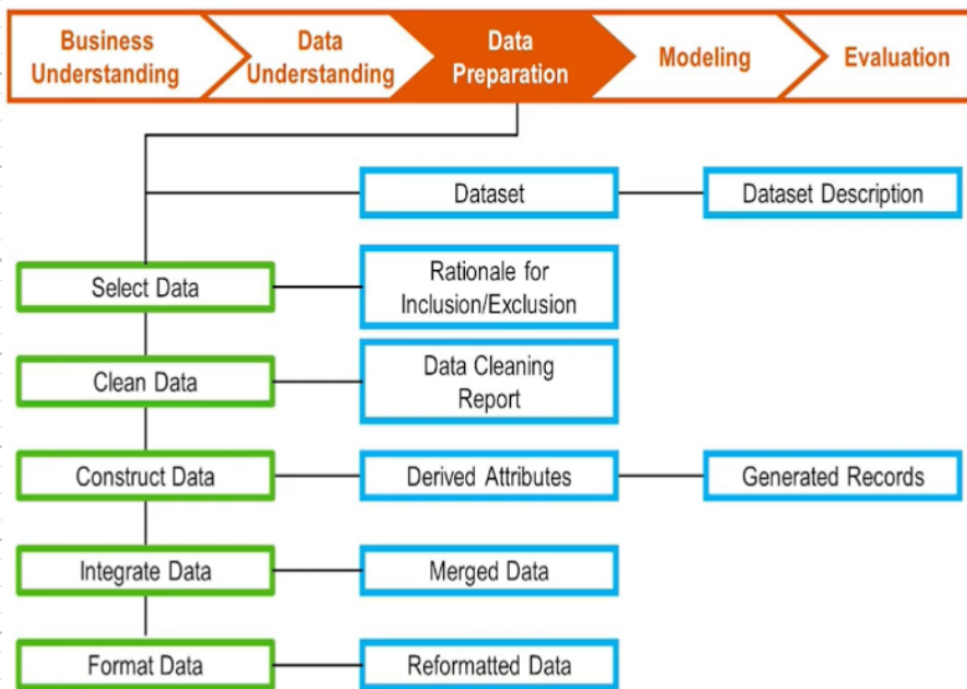 Business
Understanding
Data
Understanding
Data
Preparation
Modeling
Evaluation
Dataset
Dataset Description
Select Data
Rationale for
Inclusion/Exclusion
Clean Data
Data Cleaning
Report
Construct Data
Derived Attributes
Generated Records
Integrate Data
Merged Data
Format Data
Reformatted Data